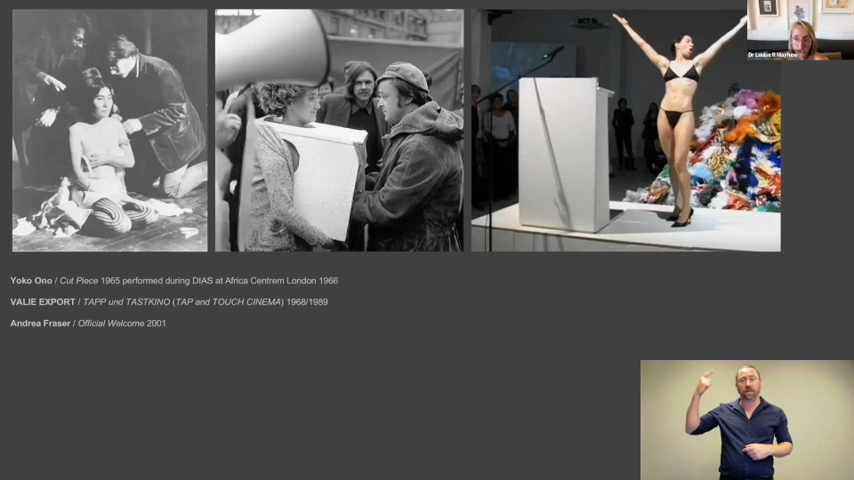 Dr Louise R Mayhew
Yoko Ono / Cut Piece 1965 performed during DIAS at Africa Centrem London 1966
VALIE EXPORT / TAPP und TASTKINO (TAP and TOUCH CINEMA) 1968/1989
Andrea Fraser / Official Welcome 2001